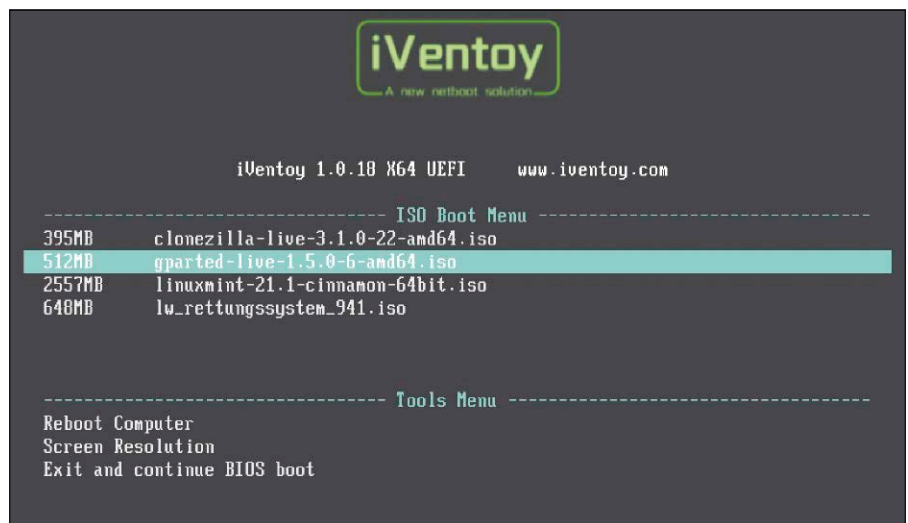 iVentoy
A new netboot solution
iVentoy 1.0.18 X64 UEFI www.iventoy.com
--------------------------------- ISO Boot Menu ---------------------------------
395MB clonezilla-live-3.1.0-22-amd64.iso
512MB gparted-live-1.5.0-6-amd64.iso
2557MB linuxmint-21.1-cinnamon-64bit.iso
648MB lw_rettungssystem_941.iso
--------------------------------- Tools Menu ------------------------------------
Reboot Computer
Screen Resolution
Exit and continue BIOS boot